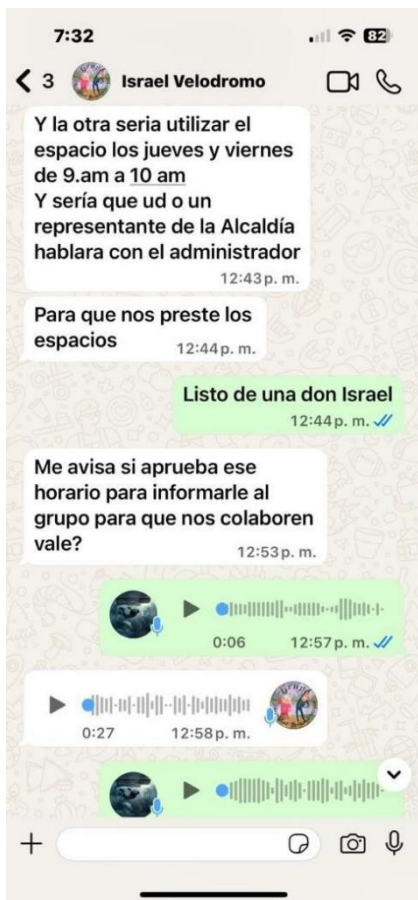 7:32
82
3
Israel Velodromo
Y la otra seria utilizar el
espacio los jueves y viernes
de 9.am a 10 am
Y sería que ud o un
representante de la Alcaldía
hablara con el administrador
12:43 p. m.
Para que nos preste los
espacios
12:44 p. m.
Listo de una don Israel
12:44 p. m.
Me avisa si aprueba ese
horario para informarle al
grupo para que nos colaboren
vale?
12:53 p. m.
0:06
12:57 p. m.
0:27
12:58 p. m.